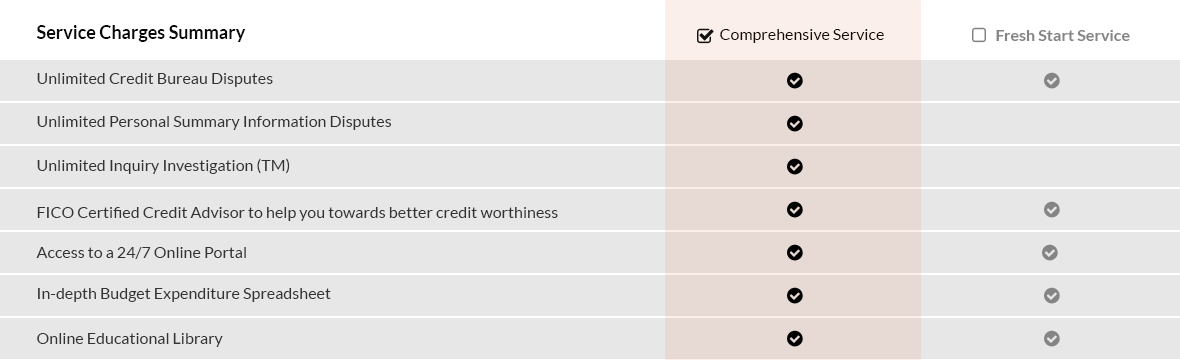 Service Charges Summary Comprehensive Service Fresh Start Service
Unlimited Credit Bureau Disputes
Unlimited Personal Summary Information Disputes
Unlimited Inquiry Investigation (TM)
FICO Certified Credit Advisor to help you towards better credit worthiness
Access to a 24/7 Online Portal
In-depth Budget Expenditure Spreadsheet
Online Educational Library